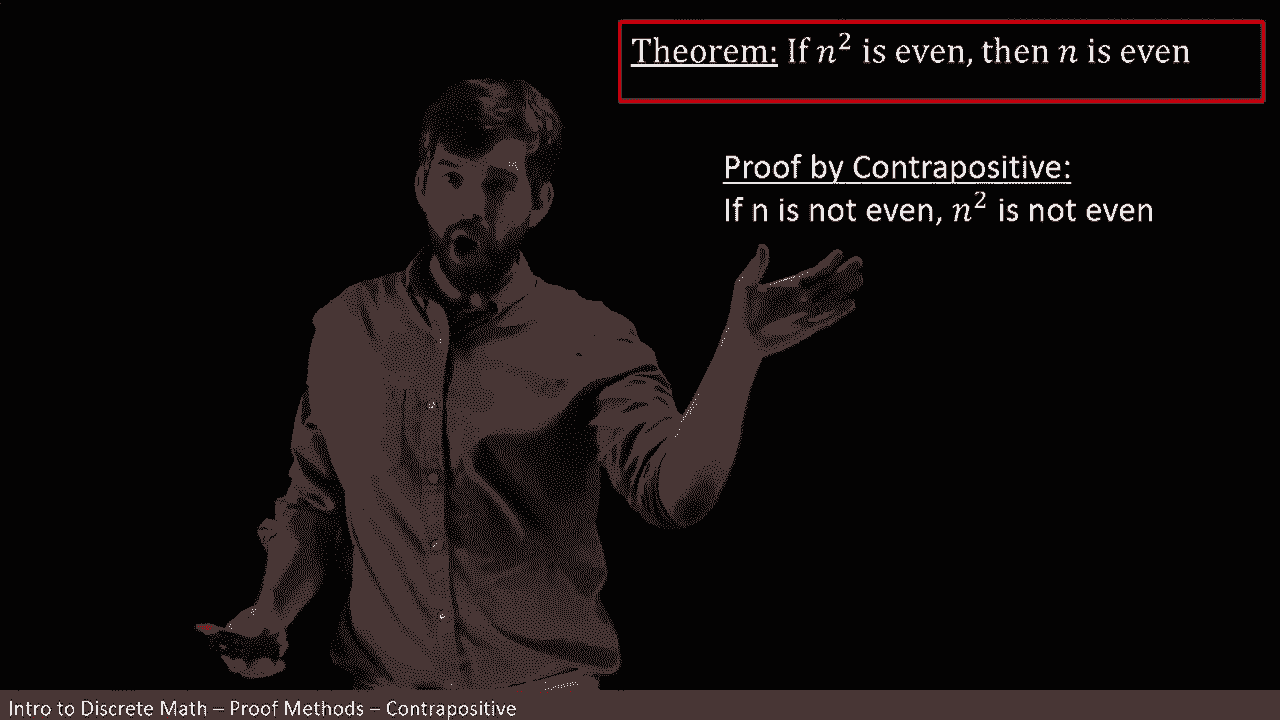 Theorem: If n² is even, then n is even
Proof by Contrapositive:
If n is not even, n² is not even
Intro to Discrete Math – Proof Methods – Contrapositive